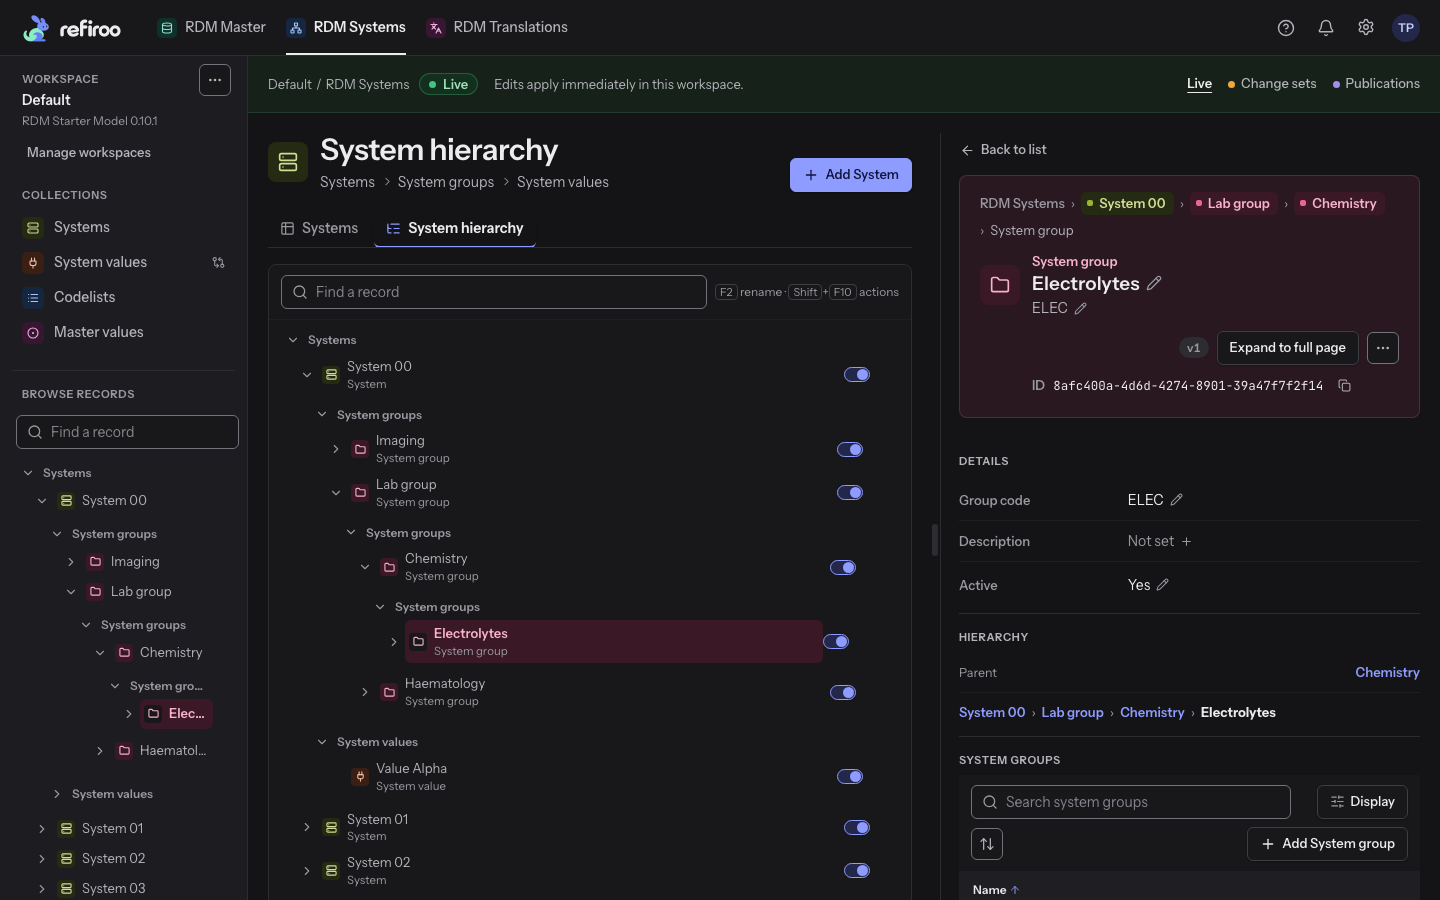 refiroo
RDM Master
RDM Systems
RDM Translations
TP
WORKSPACE
Default
RDM Starter Model 0.10.1
Manage workspaces
COLLECTIONS
Systems
System values
Codelists
Master values
BROWSE RECORDS
Find a record
Systems
System 00
System groups
Imaging
Lab group
System groups
Chemistry
System gro...
Elec...
Haematol...
System values
System 01
System 02
System 03
Default / RDM Systems
Live
Edits apply immediately in this workspace.
Live
Change sets
Publications
System hierarchy
Systems › System groups › System values
Add System
Systems
System hierarchy
Find a record
F2 rename · Shift + F10 actions
Systems
System 00
System
System groups
Imaging
System group
Lab group
System group
System groups
Chemistry
System group
System groups
Electrolytes
System group
Haematology
System group
System values
Value Alpha
System value
System 01
System
System 02
System
Back to list
RDM Systems › System 00 › Lab group › Chemistry
› System group
System group
Electrolytes
ELEC
v1
Expand to full page
ID 8afc400a-4d6d-4274-8901-39a47f7f2f14
DETAILS
Group code ELEC
Description Not set +
Active Yes
HIERARCHY
Parent Chemistry
System 00 › Lab group › Chemistry › Electrolytes
SYSTEM GROUPS
Search system groups
Display
Add System group
Name ↑